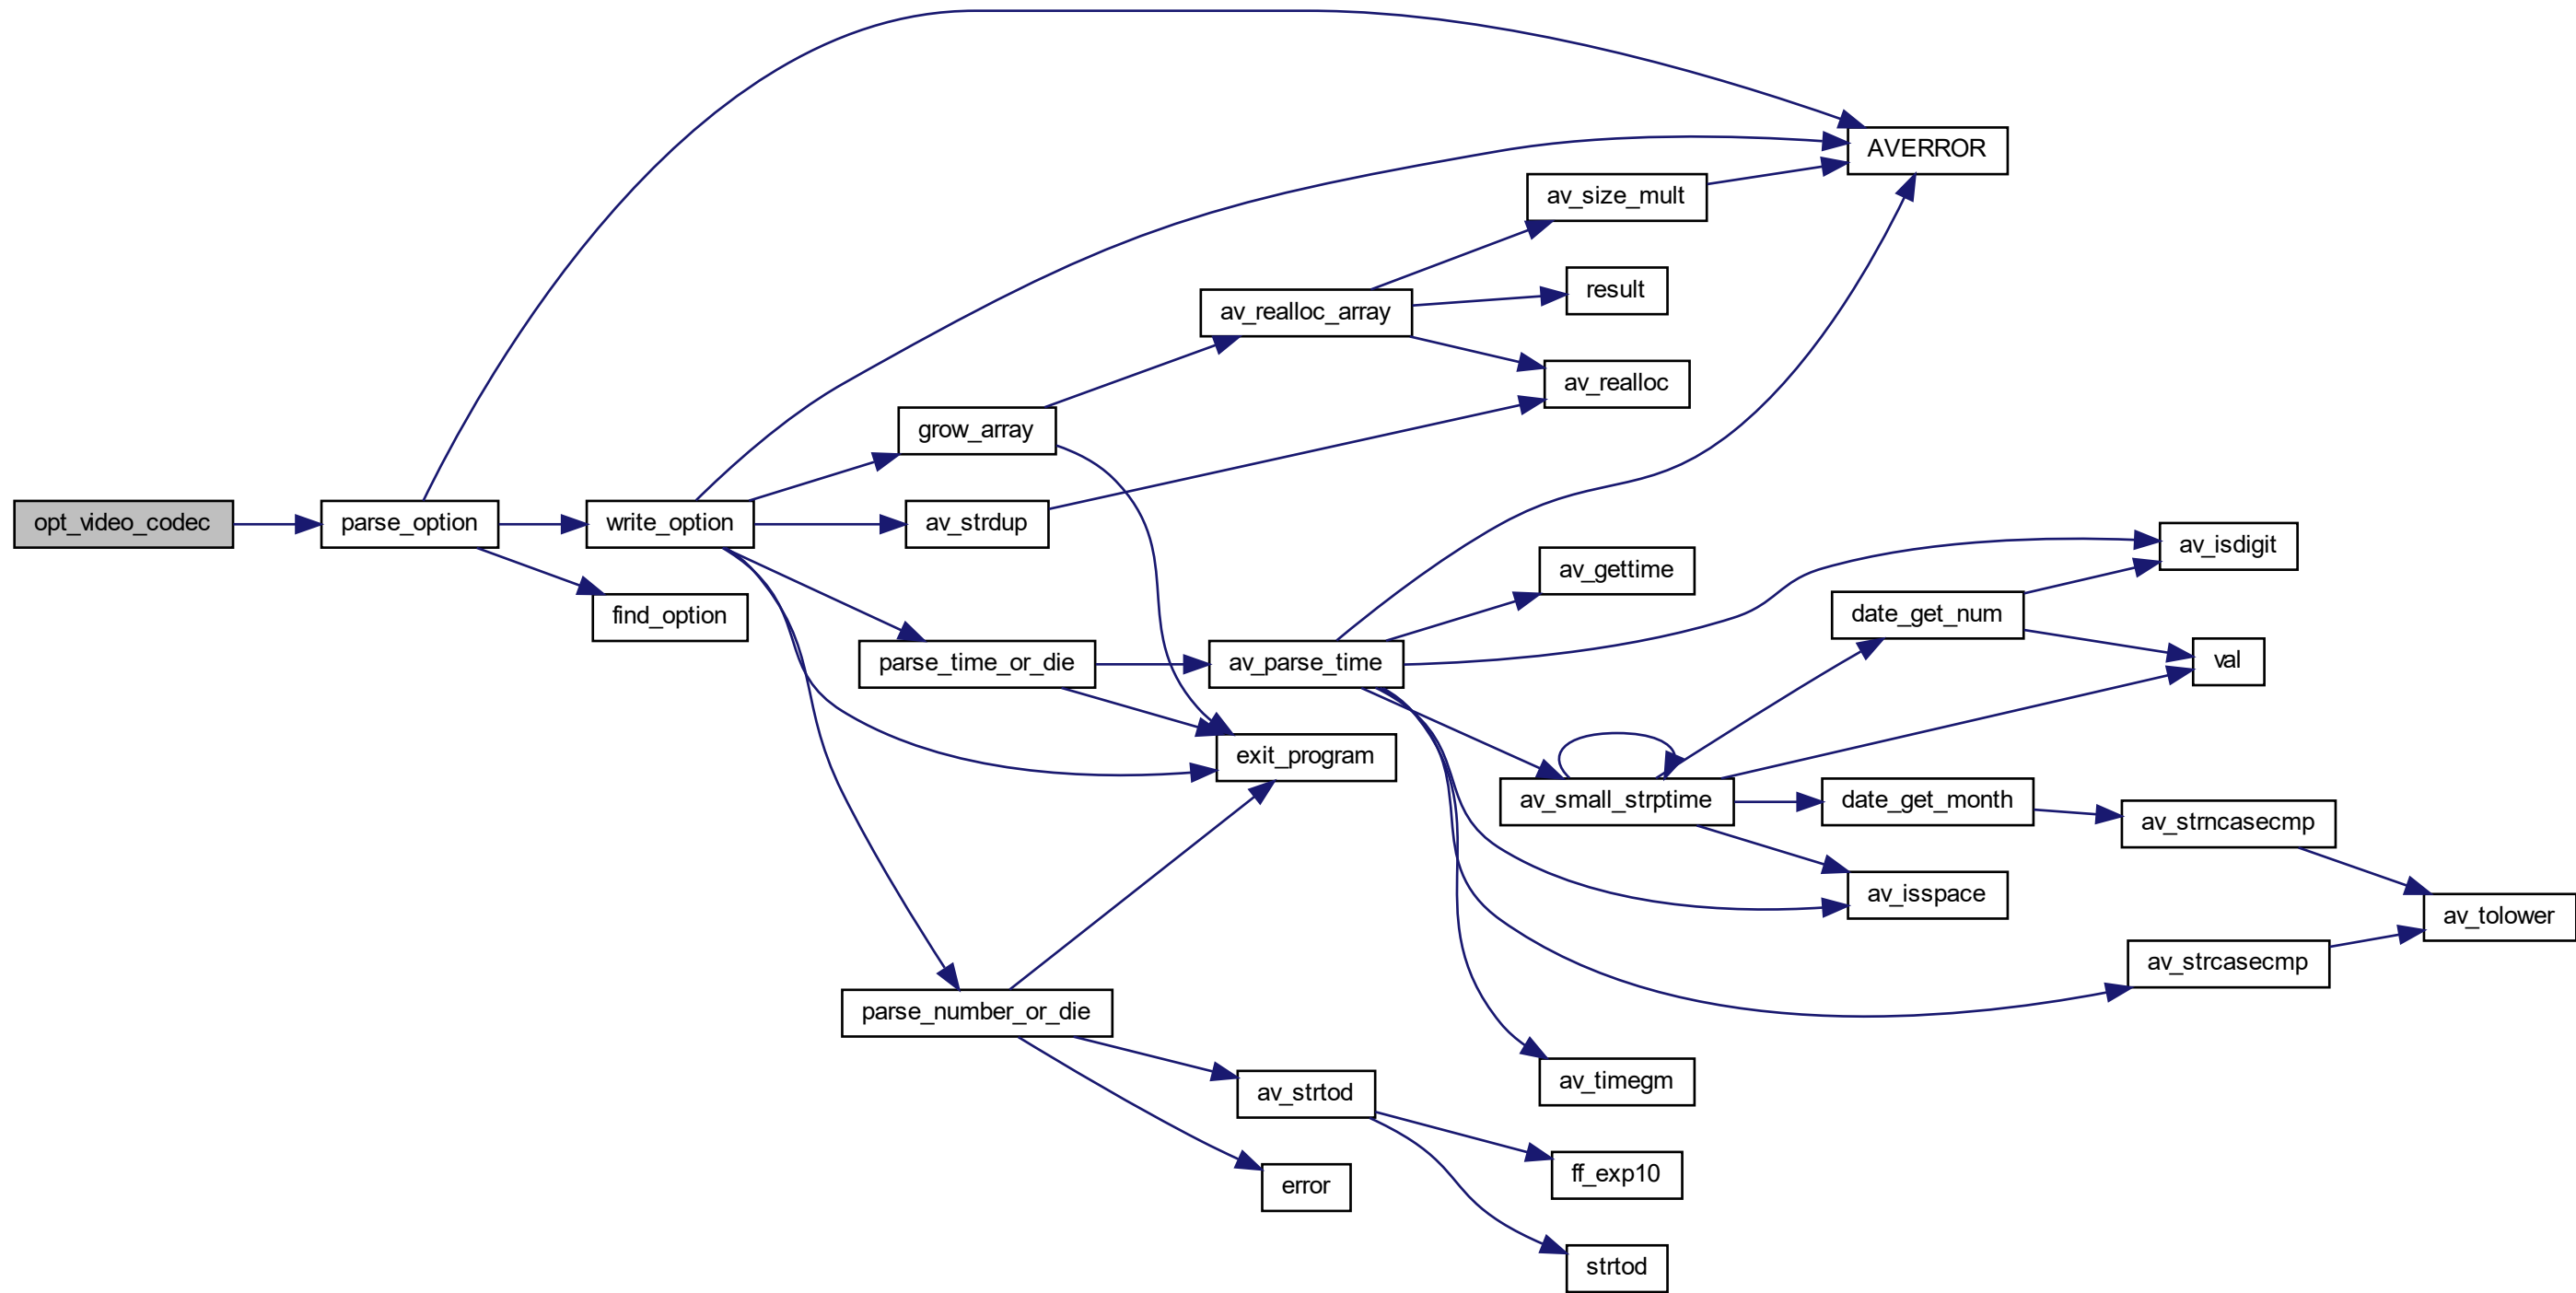 AVERROR
av_size_mult
result
av_realloc_array
av_realloc
grow_array
opt_video_codec
parse_option
write_option
av_strdup
av_isdigit
av_gettime
find_option
date_get_num
parse_time_or_die
av_parse_time
val
exit_program
av_small_strptime
date_get_month
av_strncasecmp
av_isspace
av_tolower
av_strcasecmp
parse_number_or_die
av_timegm
av_strtod
ff_exp10
error
strtod